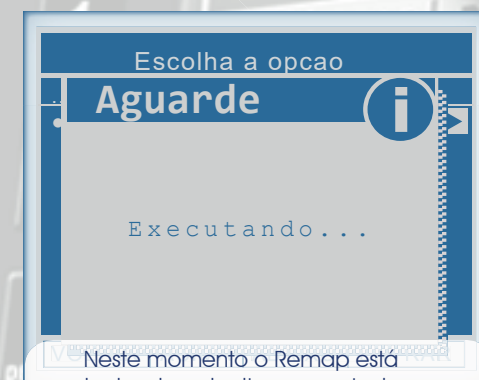 Escolha a opcao
Aguarde
i
Executando...
Neste momento o Remap está